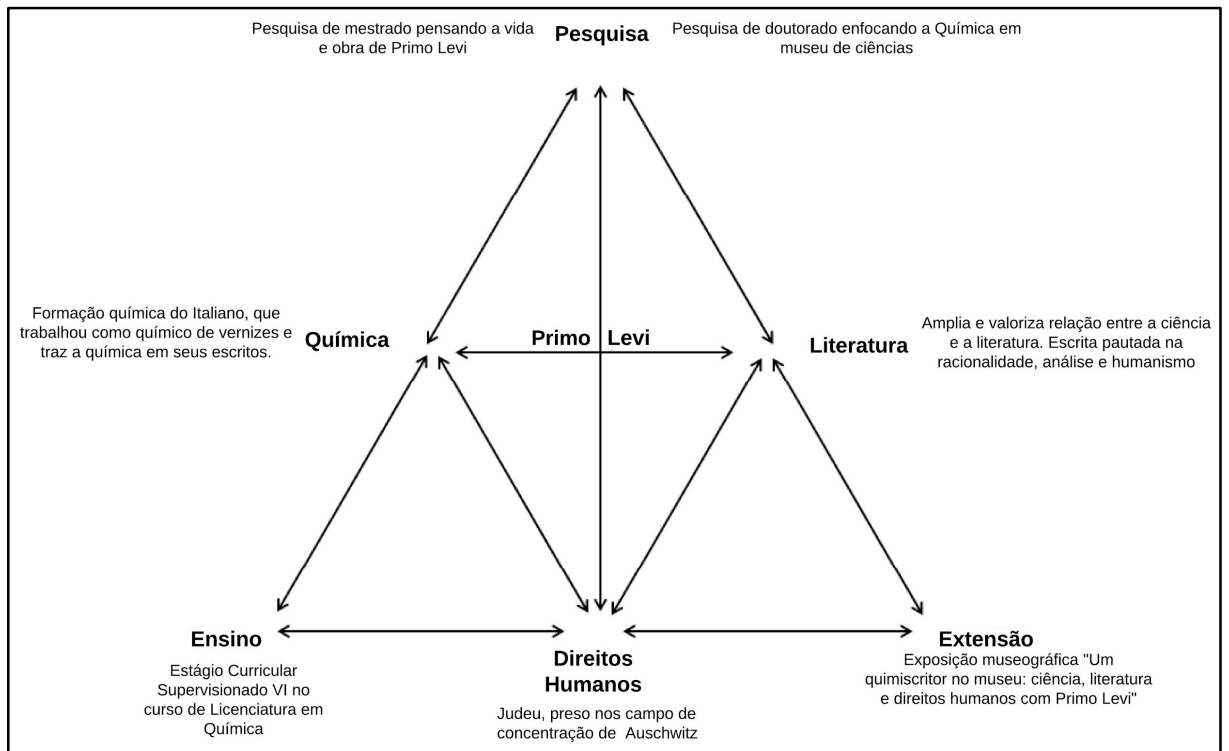 Pesquisa de mestrado pensando a vida
e obra de Primo Levi
Pesquisa
Pesquisa de doutorado enfocando a Química em
museu de ciências
Formação química do Italiano, que
trabalhou como químico de vernizes e
traz a química em seus escritos.
Química
Primo Levi
Literatura
Amplia e valoriza relação entre a ciência
e a literatura. Escrita pautada na
racionalidade, análise e humanismo
Ensino
Estágio Curricular
Supervisionado VI no
curso de Licenciatura em
Química
Direitos
Humanos
Judeu, preso nos campo de
concentração de Auschwitz
Extensão
Exposição museográfica "Um
quimiscritor no museu: ciência, literatura
e direitos humanos com Primo Levi"